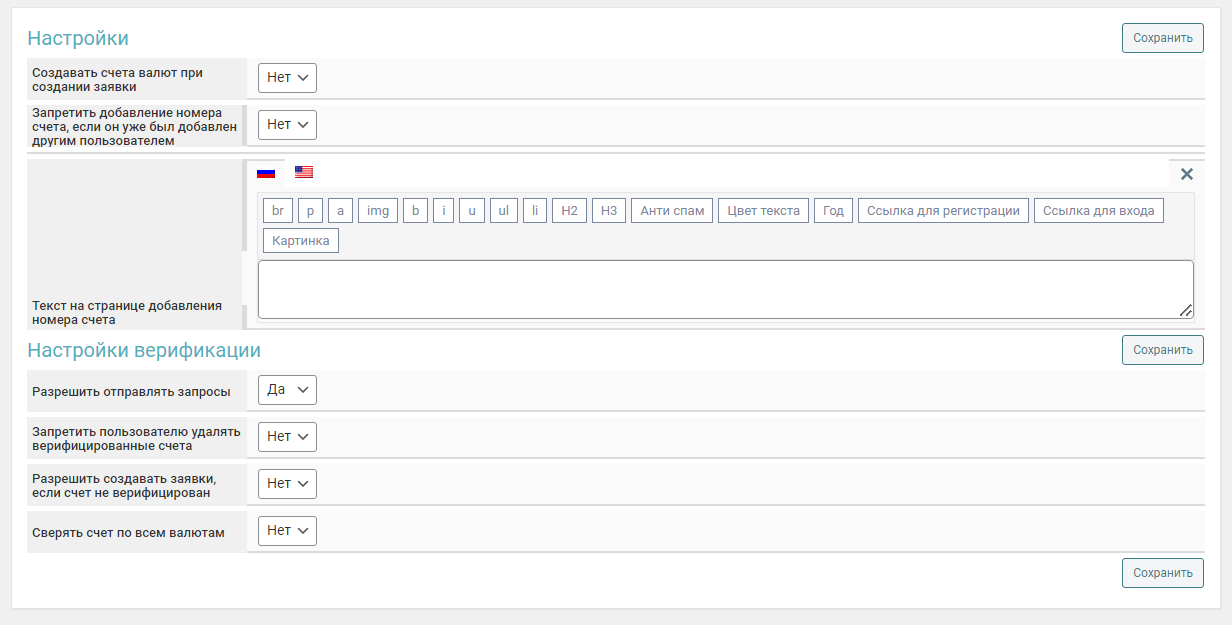 Настройки
Сохранить
Создавать счета валют при
создании заявки
Нет
Запретить добавление номера
счета, если он уже был добавлен
другим пользователем
Нет
br p a img b i u ul li H2 H3 Анти спам Цвет текста Год Ссылка для регистрации Ссылка для входа
Картинка
Текст на странице добавления
номера счета
Настройки верификации
Сохранить
Разрешить отправлять запросы
Да
Запретить пользователю удалять
верифицированные счета
Нет
Разрешить создавать заявки,
если счет не верифицирован
Нет
Сверять счет по всем валютам
Нет
Сохранить